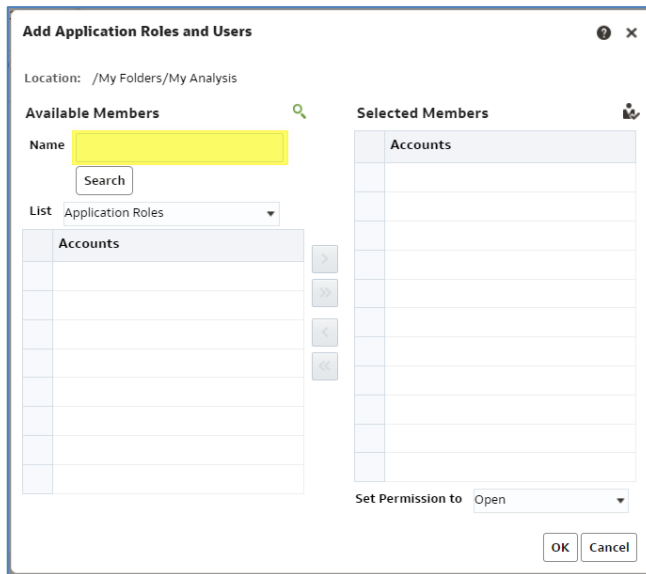 Add Application Roles and Users
Location: /My Folders/My Analysis
Available Members
Name
Search
List Application Roles
Accounts
Selected Members
Accounts
Set Permission to Open
OK Cancel